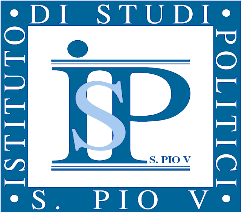 ISTITUTO
DI STUDI
POLITICI
S. PIO V
iSP
S. PIO V